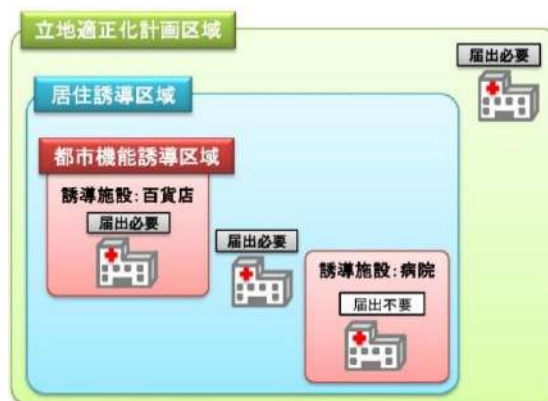 立地適正化計画区域
届出必要
居住誘導区域
都市機能誘導区域
誘導施設：百貨店
届出必要
届出必要
誘導施設：病院
届出不要